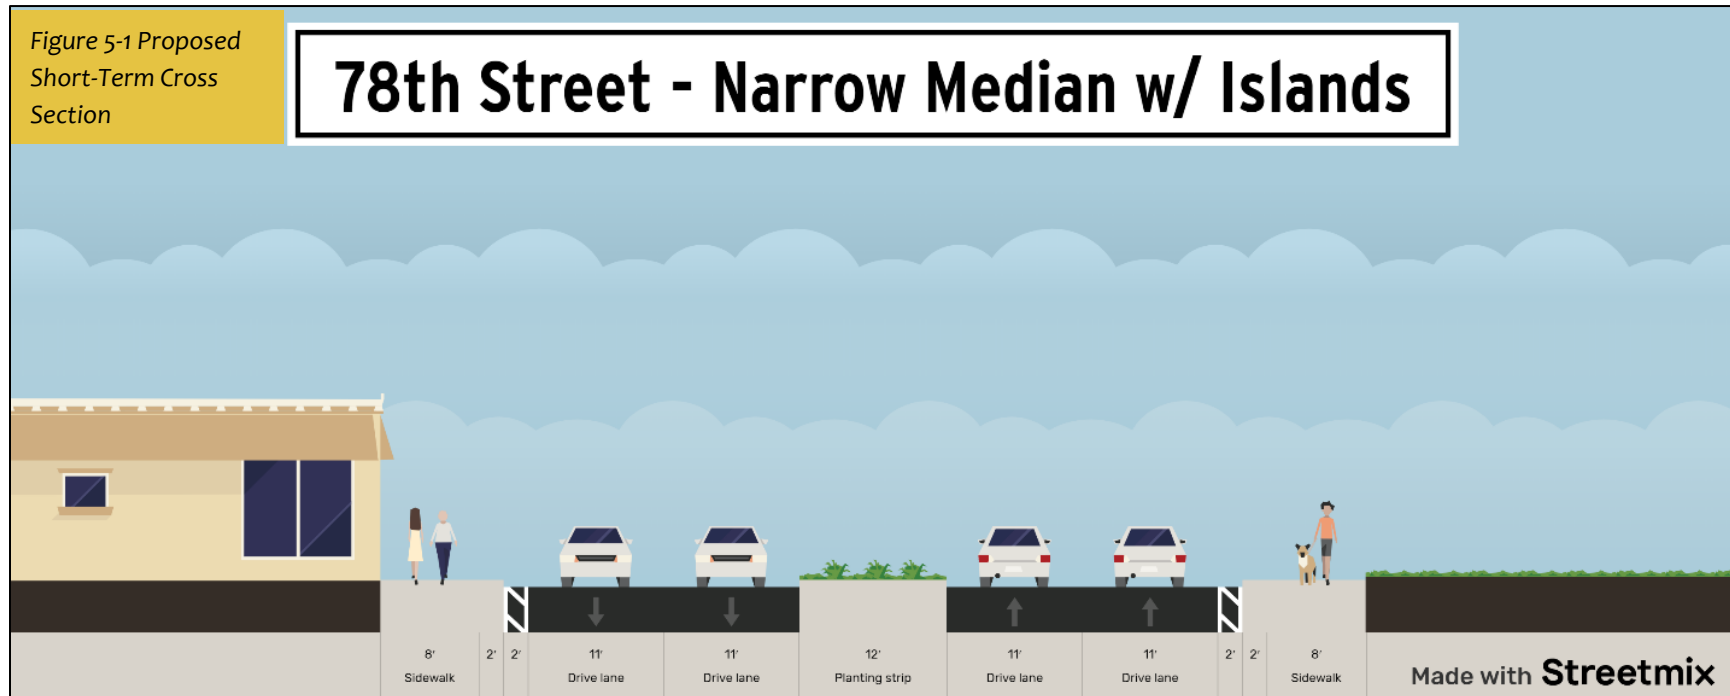 Figure 5-1 Proposed
Short-Term Cross
Section
78th Street - Narrow Median w/ Islands
8' 2' 2' 11' 11' 12' 11' 11' 2' 2' 8'
Sidewalk Drive lane Drive lane Planting strip Drive lane Drive lane Sidewalk
Made with Streetmix